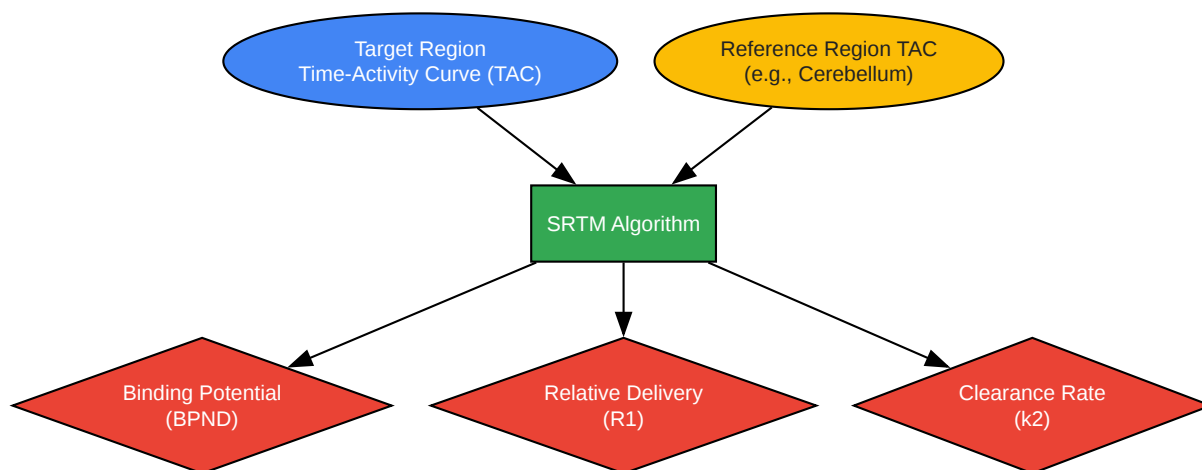 Target Region
Time-Activity Curve (TAC)
Reference Region TAC
(e.g., Cerebellum)
SRTM Algorithm
Binding Potential
(BPND)
Relative Delivery
(R1)
Clearance Rate
(k2)